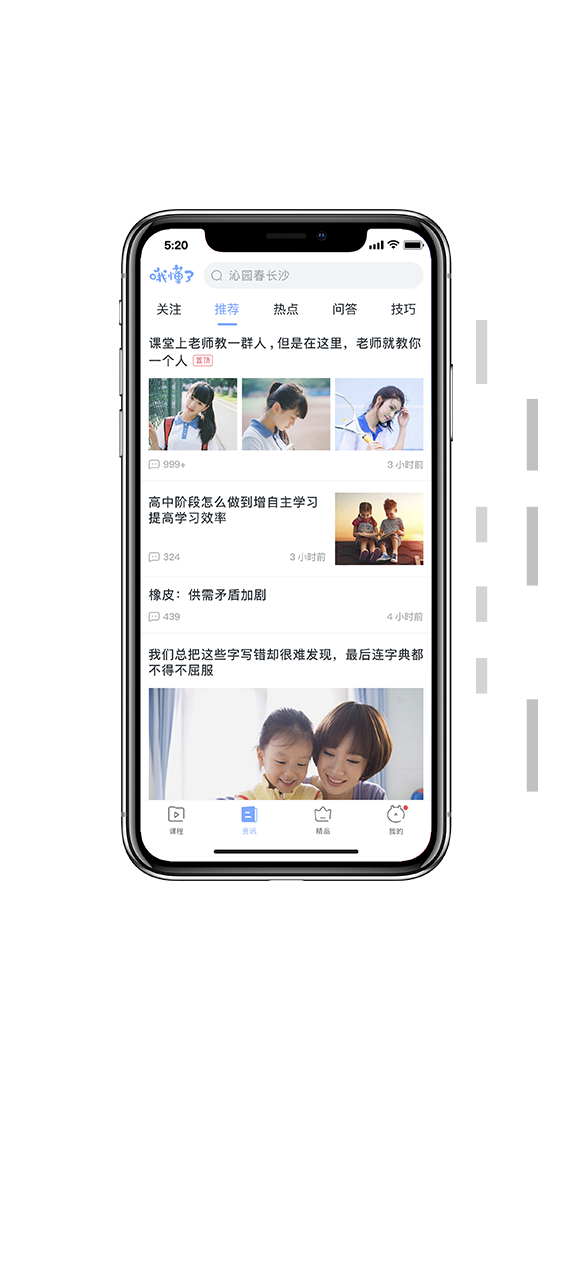 5:20
哦懂了
沁园春长沙
关注 推荐 热点 问答 技巧
课堂上老师教一群人,但是在这里，老师就教你
一个人 置顶
999+ 3 小时前
高中阶段怎么做到增自主学习
提高学习效率
324 3 小时前
橡皮：供需矛盾加剧
439 4 小时前
我们总把这些字写错却很难发现，最后连字典都
不得不屈服
课程 资讯 精品 我的